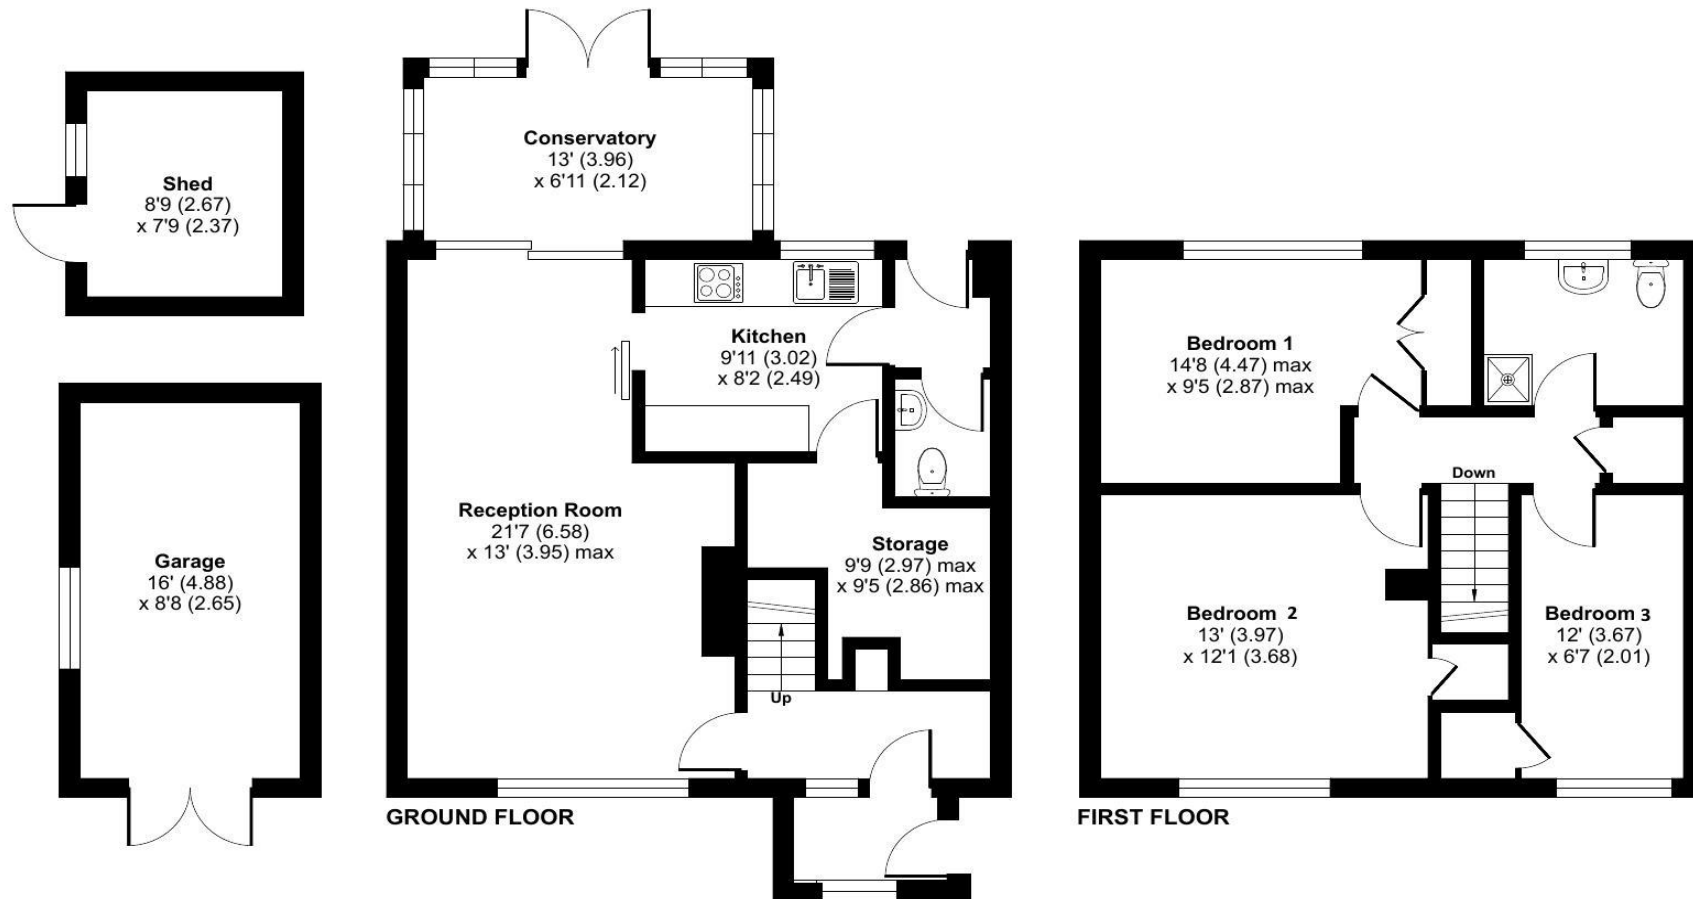 Shed
8'9 (2.67)
x 7'9 (2.37)
Garage
16' (4.88)
x 8'8 (2.65)
Conservatory
13' (3.96)
x 6'11 (2.12)
Kitchen
9'11 (3.02)
x 8'2 (2.49)
Reception Room
21'7 (6.58)
x 13' (3.95) max
Storage
9'9 (2.97) max
x 9'5 (2.86) max
Up
GROUND FLOOR
Bedroom 1
14'8 (4.47) max
x 9'5 (2.87) max
Down
Bedroom 2
13' (3.97)
x 12'1 (3.68)
Bedroom 3
12' (3.67)
x 6'7 (2.01)
FIRST FLOOR